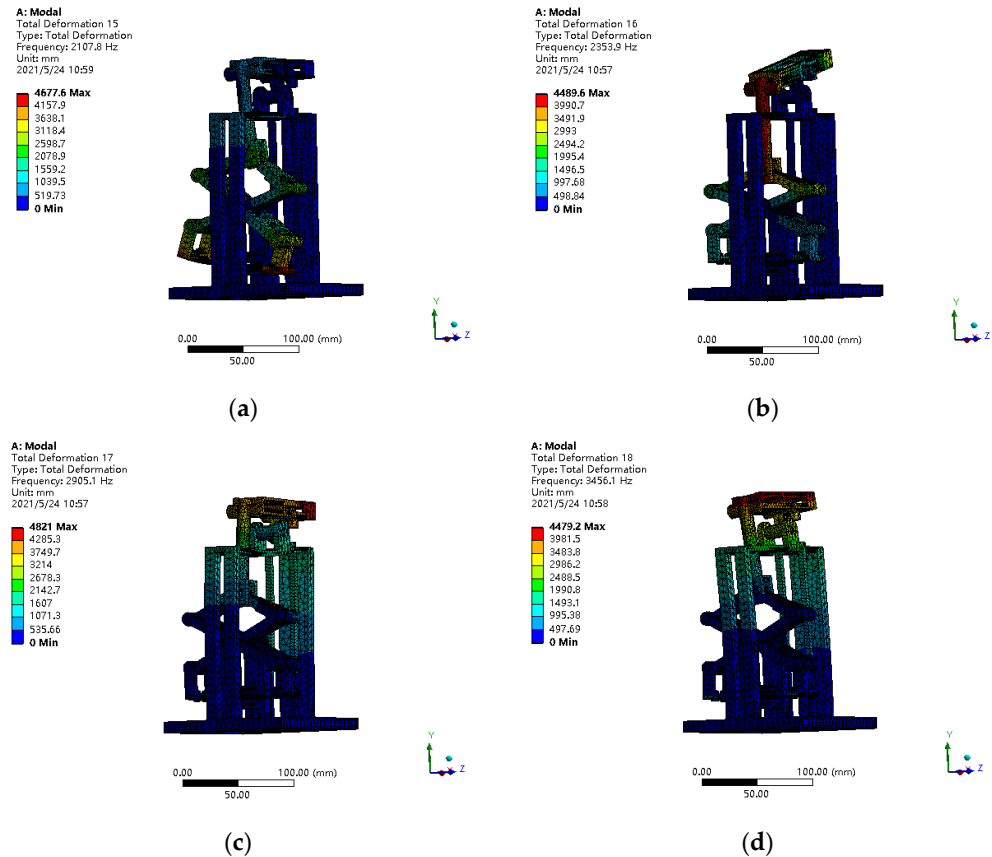 A: Modal
Total Deformation 15
Type: Total Deformation
Frequency: 2107.8 Hz
Unit: mm
2021/5/24 10:59
4677.6 Max
4157.9
3638.1
3118.4
2598.7
2078.9
1559.2
1039.5
519.73
0 Min
0.00 100.00 (mm)
50.00
Y
Z
(a)
A: Modal
Total Deformation 16
Type: Total Deformation
Frequency: 2353.9 Hz
Unit: mm
2021/5/24 10:57
4489.6 Max
3990.7
3491.9
2993
2494.2
1995.4
1496.5
997.68
498.84
0 Min
0.00 100.00 (mm)
50.00
Y
Z
(b)
A: Modal
Total Deformation 17
Type: Total Deformation
Frequency: 2905.1 Hz
Unit: mm
2021/5/24 10:57
4821 Max
4285.3
3749.7
3214
2678.3
2142.7
1607
1071.3
535.66
0 Min
0.00 100.00 (mm)
50.00
Y
Z
(c)
A: Modal
Total Deformation 18
Type: Total Deformation
Frequency: 3456.1 Hz
Unit: mm
2021/5/24 10:58
4479.2 Max
3981.5
3483.8
2986.2
2488.5
1990.8
1493.1
995.38
497.69
0 Min
0.00 100.00 (mm)
50.00
Y
Z
(d)